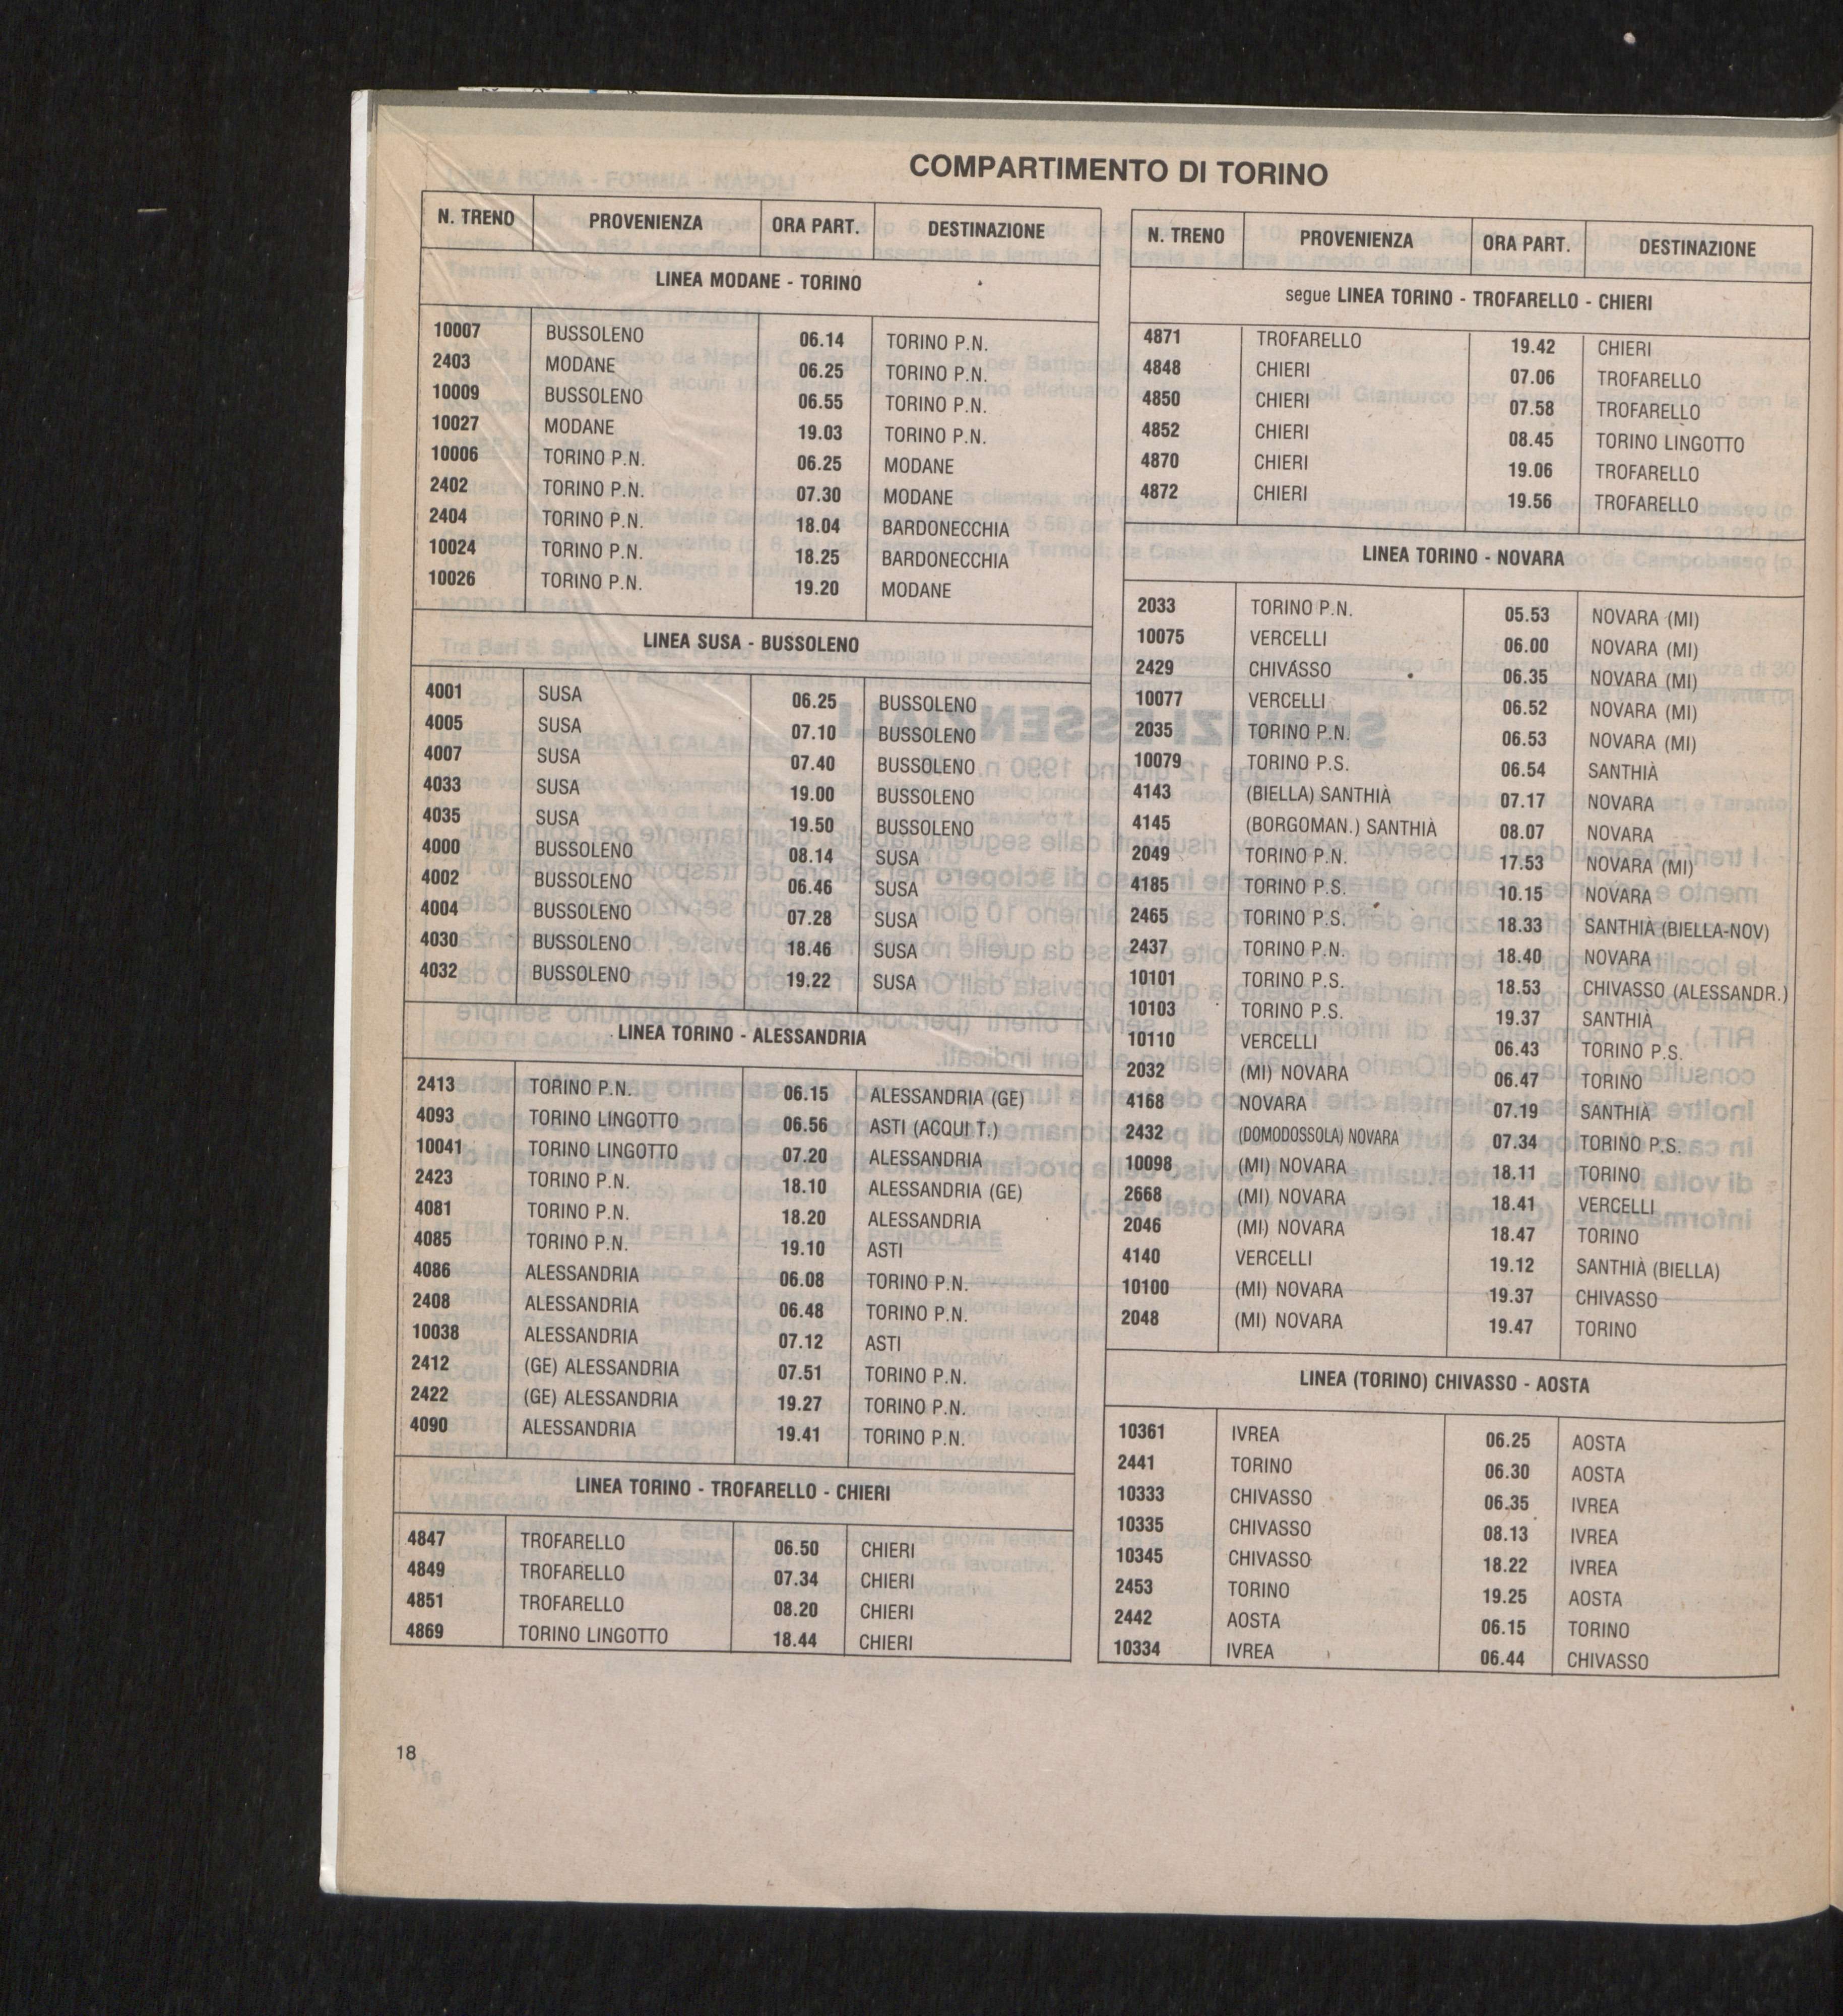 COMPARTIMENTO DI TORINO
N. TRENO PROVENIENZA ORA PART. DESTINAZIONE
LINEA MODANE - TORINO
10007 BUSSOLENO 06.14 TORINO P.N.
2403 MODANE 06.25 TORINO P.N.
10009 BUSSOLENO 06.55 TORINO P.N.
10027 MODANE 19.03 TORINO P.N.
10006 TORINO P.N. 06.25 MODANE
2402 TORINO P.N. 07.30 MODANE
2404 TORINO P.N. 18.04 BARDONECCHIA
10024 TORINO P.N. 18.25 BARDONECCHIA
10026 TORINO P.N. 19.20 MODANE
LINEA SUSA - BUSSOLENO
4001 SUSA 06.25 BUSSOLENO
4005 SUSA 07.10 BUSSOLENO
4007 SUSA 07.40 BUSSOLENO
4033 SUSA 19.00 BUSSOLENO
4035 SUSA 19.50 BUSSOLENO
4000 BUSSOLENO 08.14 SUSA
4002 BUSSOLENO 06.46 SUSA
4004 BUSSOLENO 07.28 SUSA
4030 BUSSOLENO 18.46 SUSA
4032 BUSSOLENO 19.22 SUSA
LINEA TORINO - ALESSANDRIA
2413 TORINO P.N. 06.15 ALESSANDRIA (GE)
4093 TORINO LINGOTTO 06.56 ASTI (ACQUI T.)
10041 TORINO LINGOTTO 07.20 ALESSANDRIA
2423 TORINO P.N. 18.10 ALESSANDRIA (GE)
4081 TORINO P.N. 18.20 ALESSANDRIA
4085 TORINO P.N. 19.10 ASTI
4086 ALESSANDRIA 06.08 TORINO P.N.
2408 ALESSANDRIA 06.48 TORINO P.N.
10038 ALESSANDRIA 07.12 ASTI
2412 (GE) ALESSANDRIA 07.51 TORINO P.N.
2422 (GE) ALESSANDRIA 19.27 TORINO P.N.
4090 ALESSANDRIA 19.41 TORINO P.N.
LINEA TORINO - TROFARELLO - CHIERI
4847 TROFARELLO 06.50 CHIERI
4849 TROFARELLO 07.34 CHIERI
4851 TROFARELLO 08.20 CHIERI
4869 TORINO LINGOTTO 18.44 CHIERI
N. TRENO PROVENIENZA ORA PART. DESTINAZIONE
segue LINEA TORINO - TROFARELLO - CHIERI
4871 TROFARELLO 19.42 CHIERI
4848 CHIERI 07.06 TROFARELLO
4850 CHIERI 07.58 TROFARELLO
4852 CHIERI 08.45 TORINO LINGOTTO
4870 CHIERI 19.06 TROFARELLO
4872 CHIERI 19.56 TROFARELLO
LINEA TORINO - NOVARA
2033 TORINO P.N. 05.53 NOVARA (MI)
10075 VERCELLI 06.00 NOVARA (MI)
2429 CHIVASSO 06.35 NOVARA (MI)
10077 VERCELLI 06.52 NOVARA (MI)
2035 TORINO P.N. 06.53 NOVARA (MI)
10079 TORINO P.S. 06.54 SANTHIÀ
4143 (BIELLA) SANTHIÀ 07.17 NOVARA
4145 (BORGOMAN.) SANTHIÀ 08.07 NOVARA
2049 TORINO P.N. 17.53 NOVARA (MI)
4185 TORINO P.S. 10.15 NOVARA
2465 TORINO P.S. 18.33 SANTHIÀ (BIELLA-NOV)
2437 TORINO P.N. 18.40 NOVARA
10101 TORINO P.S. 18.53 CHIVASSO (ALESSANDR.)
10103 TORINO P.S. 19.37 SANTHIÀ
10110 VERCELLI 06.43 TORINO P.S.
2032 (MI) NOVARA 06.47 TORINO
4168 NOVARA 07.19 SANTHIÀ
2432 (DOMODOSSOLA) NOVARA 07.34 TORINO P.S.
10098 (MI) NOVARA 18.11 TORINO
2668 (MI) NOVARA 18.41 VERCELLI
2046 (MI) NOVARA 18.47 TORINO
4140 VERCELLI 19.12 SANTHIÀ (BIELLA)
10100 (MI) NOVARA 19.37 CHIVASSO
2048 (MI) NOVARA 19.47 TORINO
LINEA (TORINO) CHIVASSO - AOSTA
10361 IVREA 06.25 AOSTA
2441 TORINO 06.30 AOSTA
10333 CHIVASSO 06.35 IVREA
10335 CHIVASSO 08.13 IVREA
10345 CHIVASSO 18.22 IVREA
2453 TORINO 19.25 AOSTA
2442 AOSTA 06.15 TORINO
10334 IVREA 06.44 CHIVASSO
18